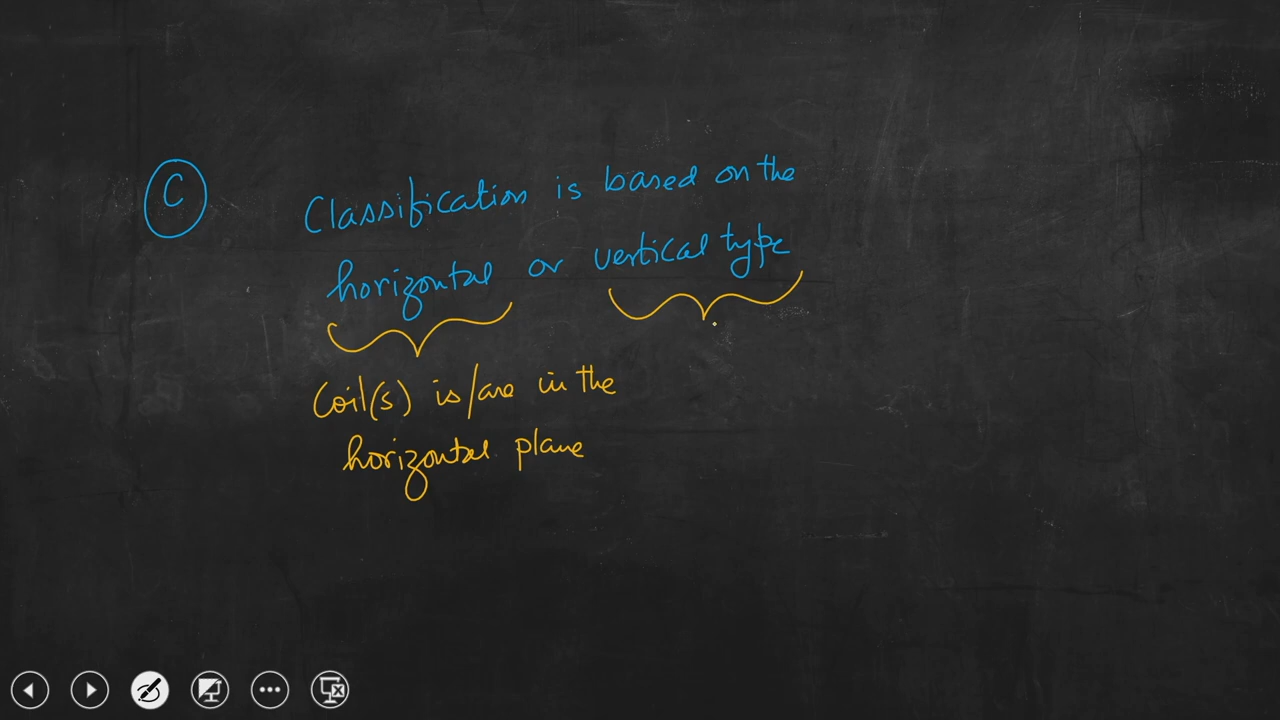 C
Classification is based on the
horizontal or vertical type
Coil(s) is/are in the
horizontal plane